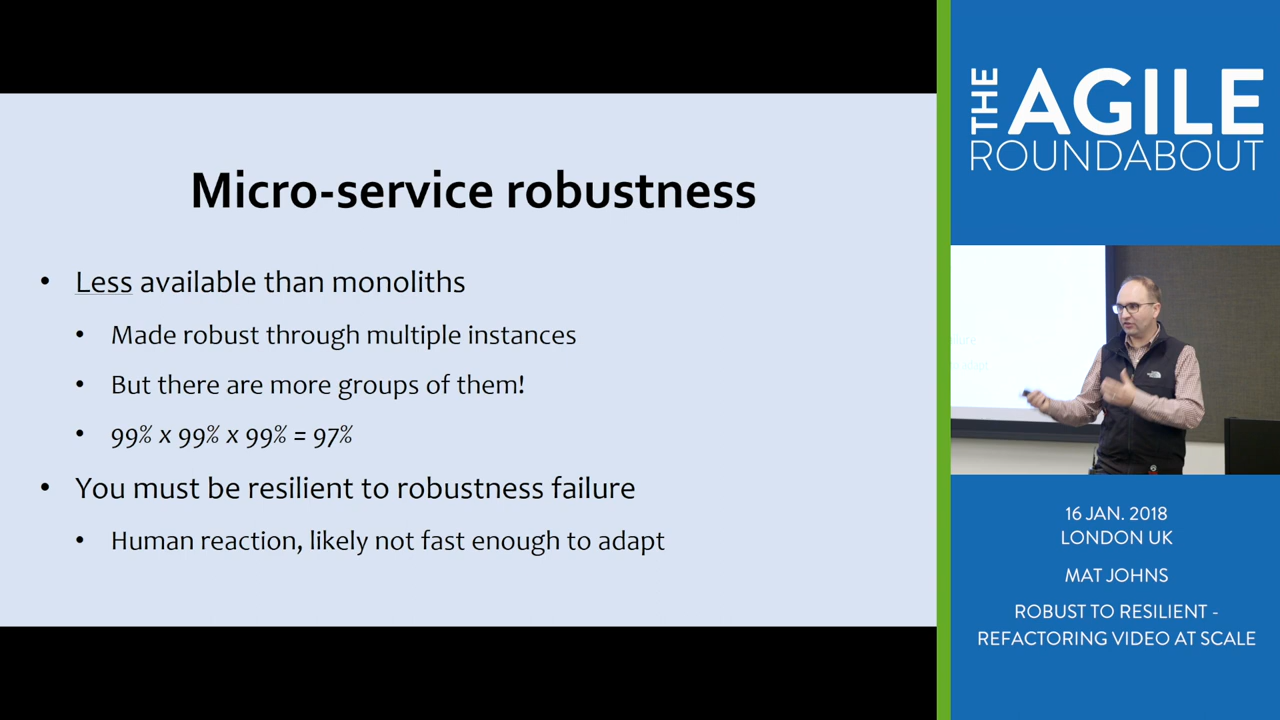 Micro-service robustness
• Less available than monoliths
• Made robust through multiple instances
• But there are more groups of them!
• 99% x 99% x 99% = 97%
• You must be resilient to robustness failure
• Human reaction, likely not fast enough to adapt
THE AGILE
ROUNDABOUT
16 JAN. 2018
LONDON UK
MAT JOHNS
ROBUST TO RESILIENT -
REFACTORING VIDEO AT SCALE